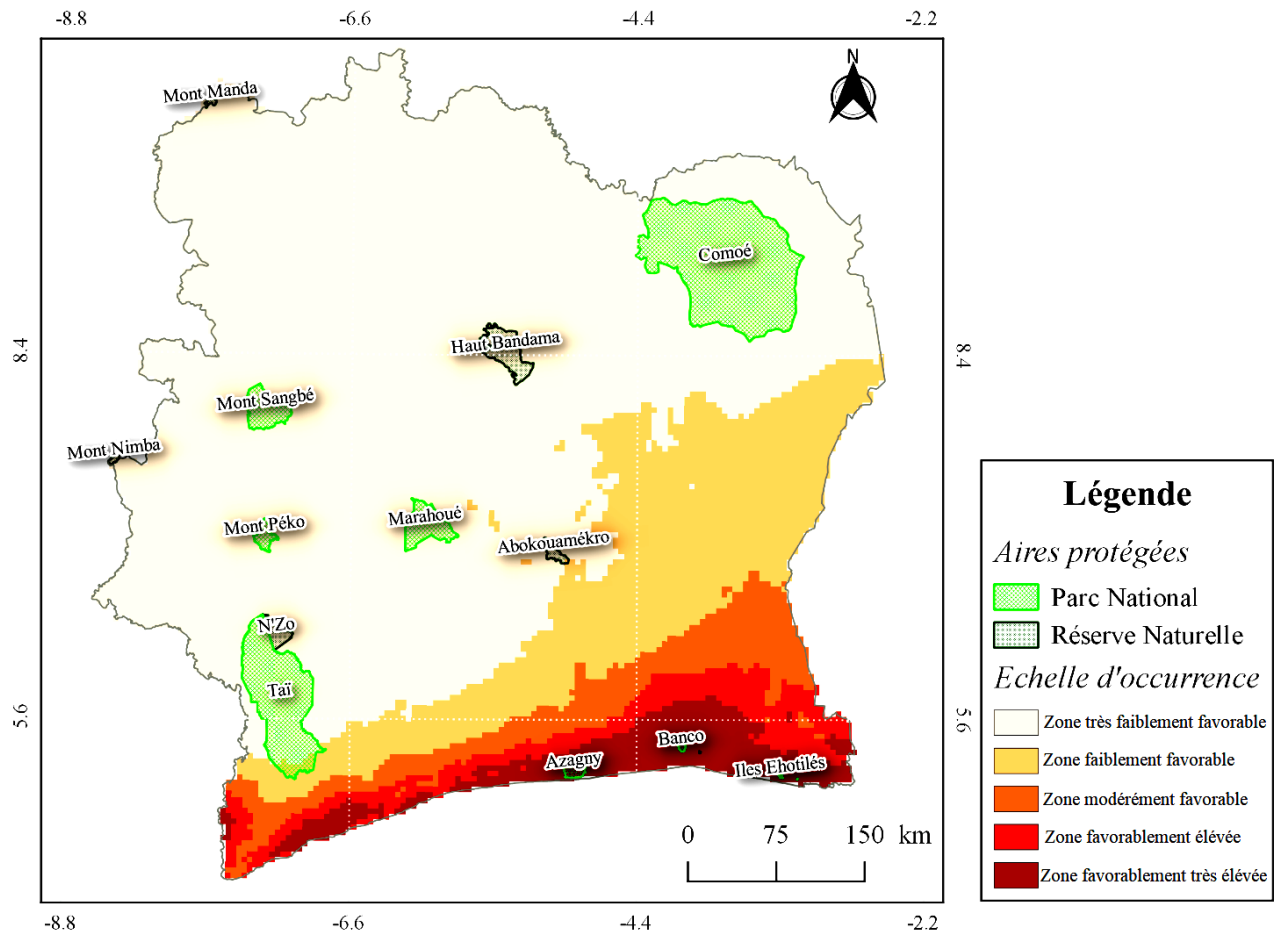 -8.8 -6.6 -4.4 -2.2
N
Mont Manda
Comoé
Haut Bandama
8.4
8.4
Mont Sangbé
Mont Nimba
Mont Péko
Marahoué
Abokouamékro
N'Zo
Taï
5.6
5.6
Banco
Azagny
Iles Ehotilés
0 75 150 km
-8.8 -6.6 -4.4 -2.2
Légende
Aires protégées
Parc National
Réserve Naturelle
Echelle d'occurrence
Zone très faiblement favorable
Zone faiblement favorable
Zone modérément favorable
Zone favorablement élévée
Zone favorablement très élévée